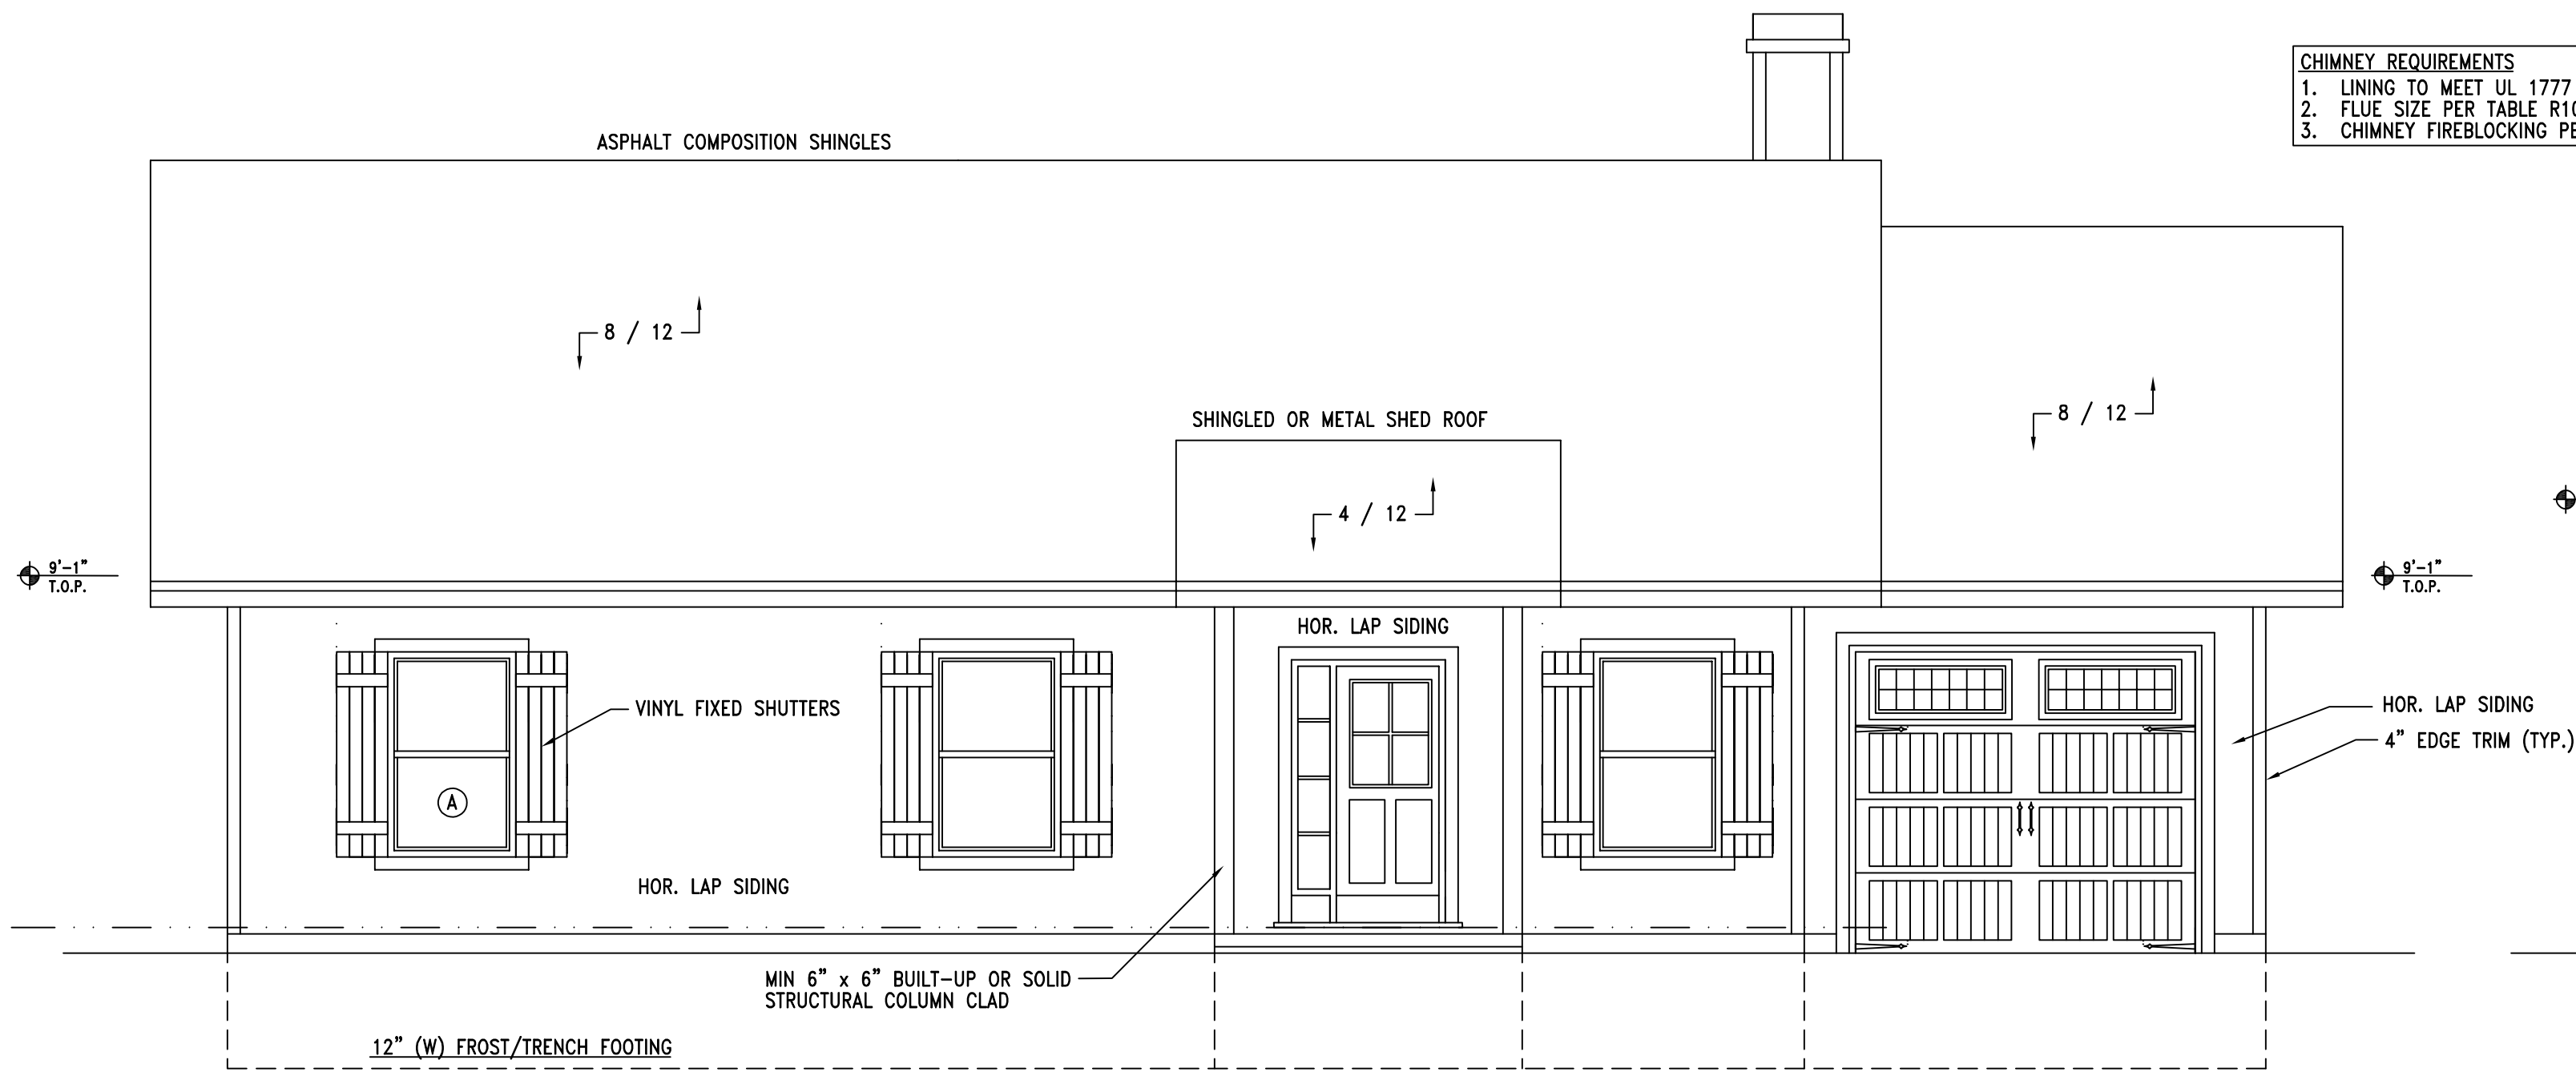 CHIMNEY REQUIREMENTS
1. LINING TO MEET UL 1777
2. FLUE SIZE PER TABLE
3. CHIMNEY FIREBLOCKING
ASPHALT COMPOSITION SHINGLES
8 / 12
SHINGLED OR METAL SHED ROOF
8 / 12
4 / 12
9'-1"
T.O.P.
9'-1"
T.O.P.
HOR. LAP SIDING
VINYL FIXED SHUTTERS
HOR. LAP SIDING
4" EDGE TRIM (TYP.)
A
HOR. LAP SIDING
MIN 6" x 6" BUILT-UP OR SOLID
STRUCTURAL COLUMN CLAD
12" (W) FROST/TRENCH FOOTING